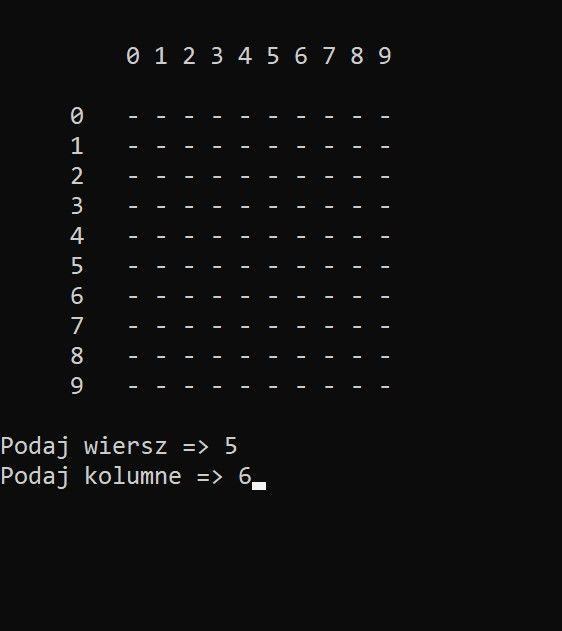 0 1 2 3 4 5 6 7 8 9
0 - - - - - - - - - -
1 - - - - - - - - - -
2 - - - - - - - - - -
3 - - - - - - - - - -
4 - - - - - - - - - -
5 - - - - - - - - - -
6 - - - - - - - - - -
7 - - - - - - - - - -
8 - - - - - - - - - -
9 - - - - - - - - - -
Podaj wiersz => 5
Podaj kolumne => 6